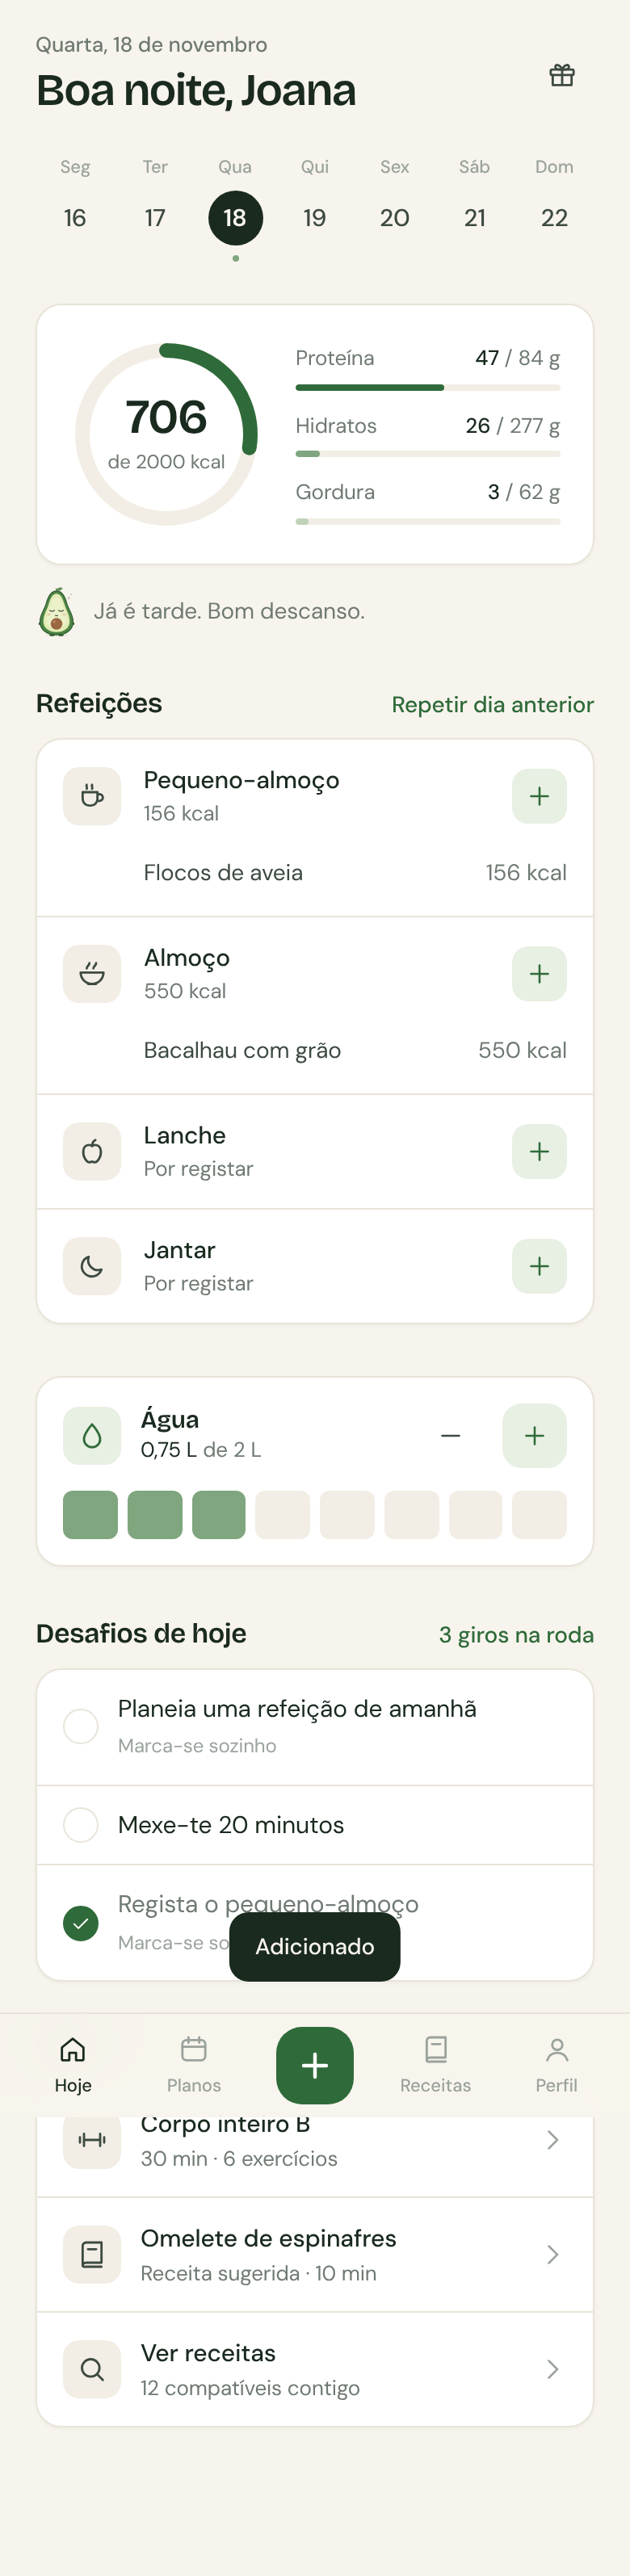 Quarta, 18 de novembro
Boa noite, Joana
Seg Ter Qua Qui Sex Sáb Dom
16 17 18 19 20 21 22
706
de 2000 kcal
Proteína 47 / 84 g
Hidratos 26 / 277 g
Gordura 3 / 62 g
Já é tarde. Bom descanso.
Refeições Repetir dia anterior
Pequeno-almoço
156 kcal
Flocos de aveia 156 kcal
Almoço
550 kcal
Bacalhau com grão 550 kcal
Lanche
Por registar
Jantar
Por registar
Água
0,75 L de 2 L
Desafios de hoje 3 giros na roda
Planeia uma refeição de amanhã
Marca-se sozinho
Mexe-te 20 minutos
Regista o pequeno-almoço
Marca-se so
Adicionado
Hoje Planos Receitas Perfil
Corpo inteiro B
30 min · 6 exercícios
Omelete de espinafres
Receita sugerida · 10 min
Ver receitas
12 compatíveis contigo